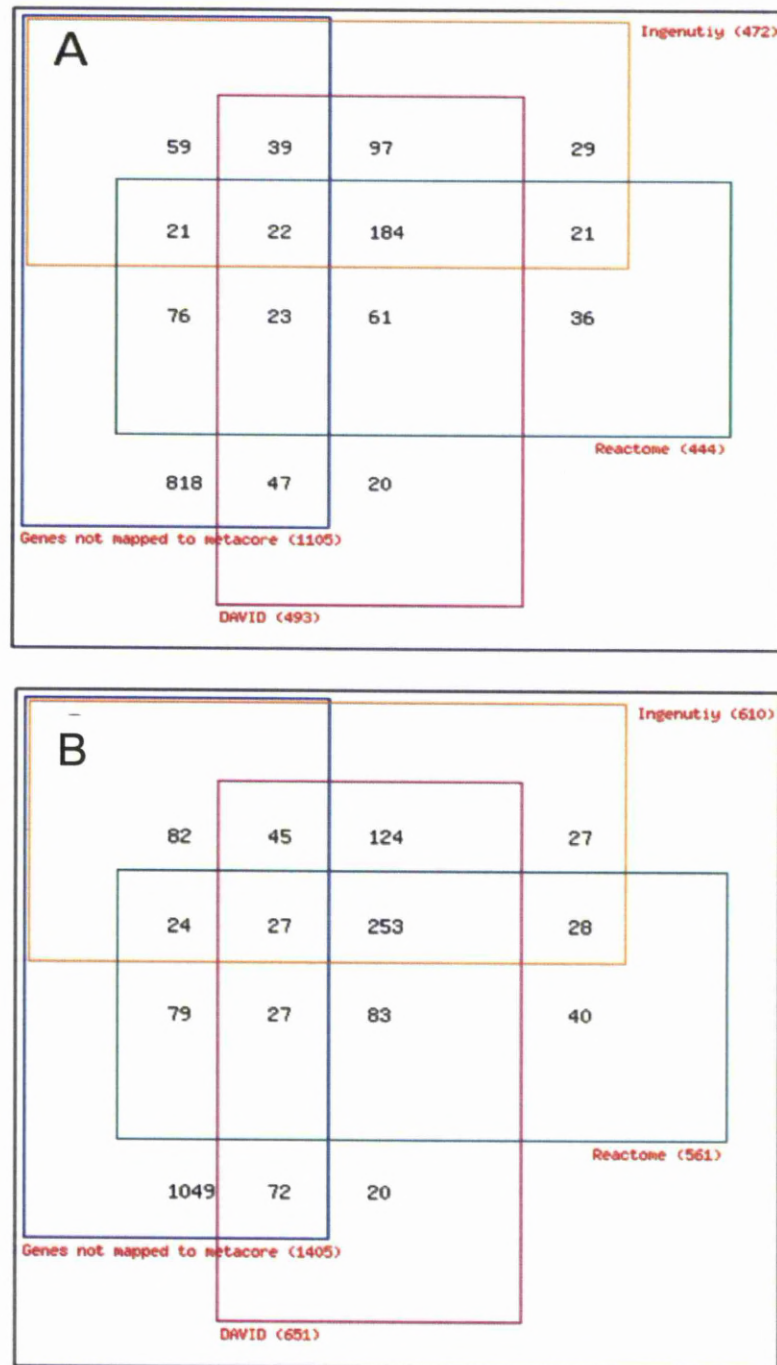 A
Ingenutiy (472)
59 39 97 29
21 22 184 21
76 23 61 36
Reactome (444)
818 47 20
Genes not mapped to metacore (1105)
DAVID (493)
B
Ingenutiy (610)
82 45 124 27
24 27 253 28
79 27 83 40
Reactome (561)
1049 72 20
Genes not mapped to metacore (1405)
DAVID (651)